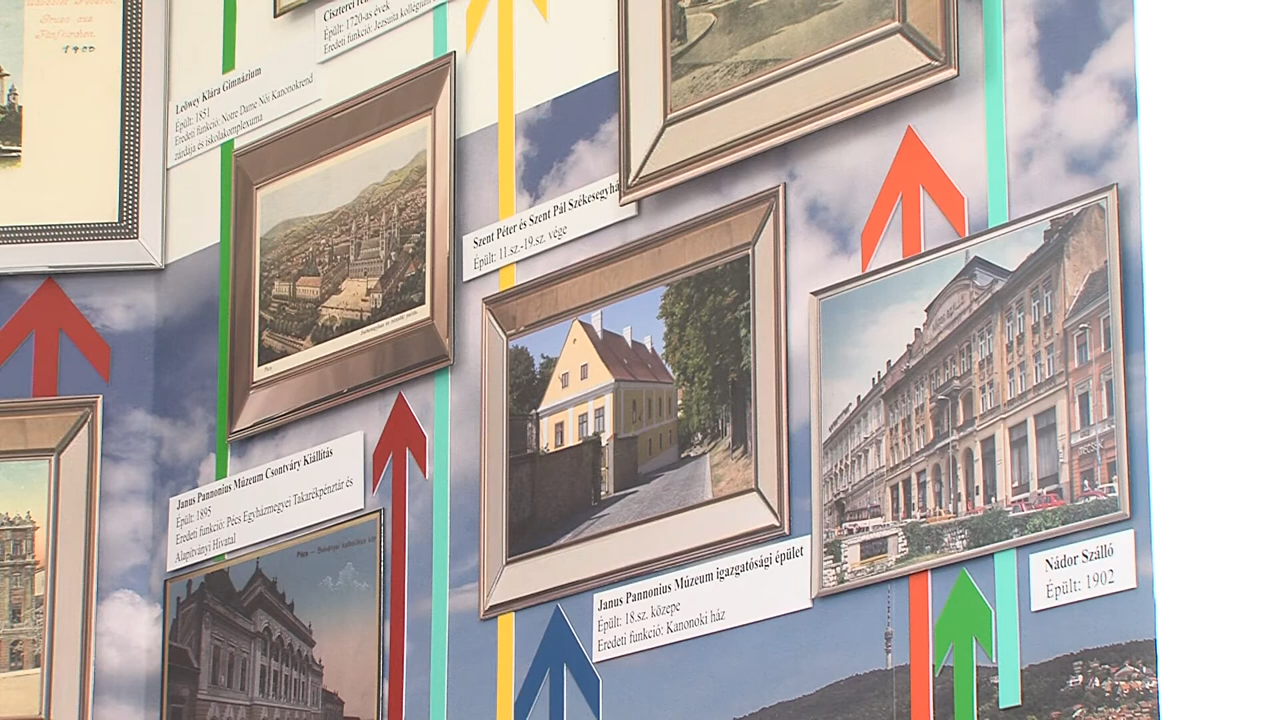 1900
Épült: 1720-as évek
Eredeti funkció: Jezsuita kollégium
Leőwey Klára Gimnázium
Épült: 1851
Eredeti funkció: Notre Dame Női Kanonokrend
zárdája és iskolakomplexuma
Szent Péter és Szent Pál Székesegyház
Épült: 11.sz.-19.sz. vége
Pécs
Janus Pannonius Múzeum Csontváry Kiállítás
Épült: 1895
Eredeti funkció: Pécs Egyházmegyei Takarékpénztár és
Alapítványi Hivatal
Pécs –
Janus Pannonius Múzeum igazgatósági épület
Épült: 18.sz. közepe
Eredeti funkció: Kanonoki ház
Nádor Szálló
Épült: 1902